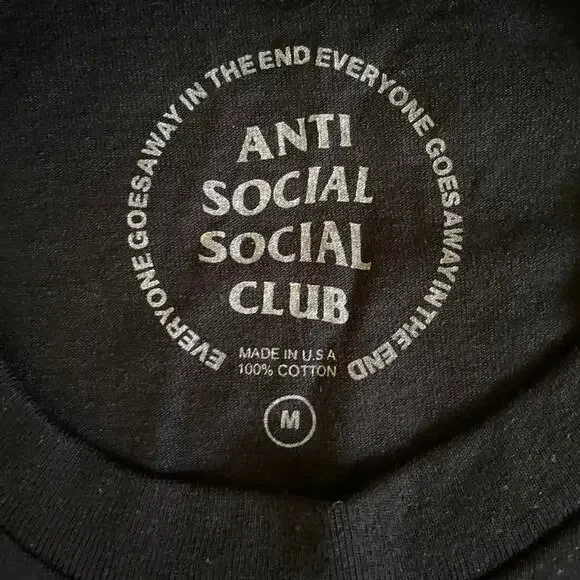 EVERYONE GOES AWAY IN THE END EVERYONE GOES AWAY IN THE END
ANTI
SOCIAL
SOCIAL
CLUB
MADE IN U.S.A
100% COTTON
M